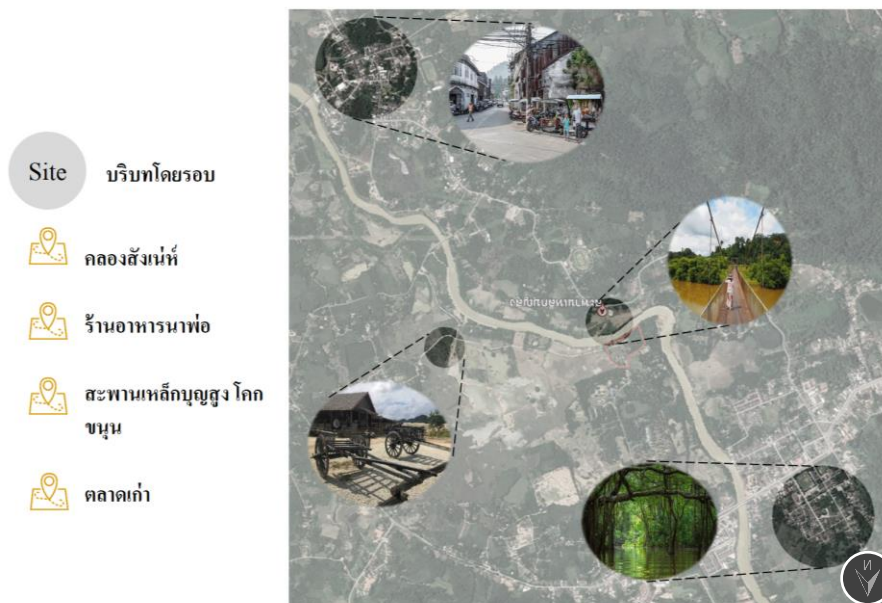 Site
บริบทโดยรอบ
คลองสังเน่ห์
ร้านอาหารนาพ่อ
สะพานเหล็กบุญสูง โคก
ขนุน
ตลาดเก่า
N